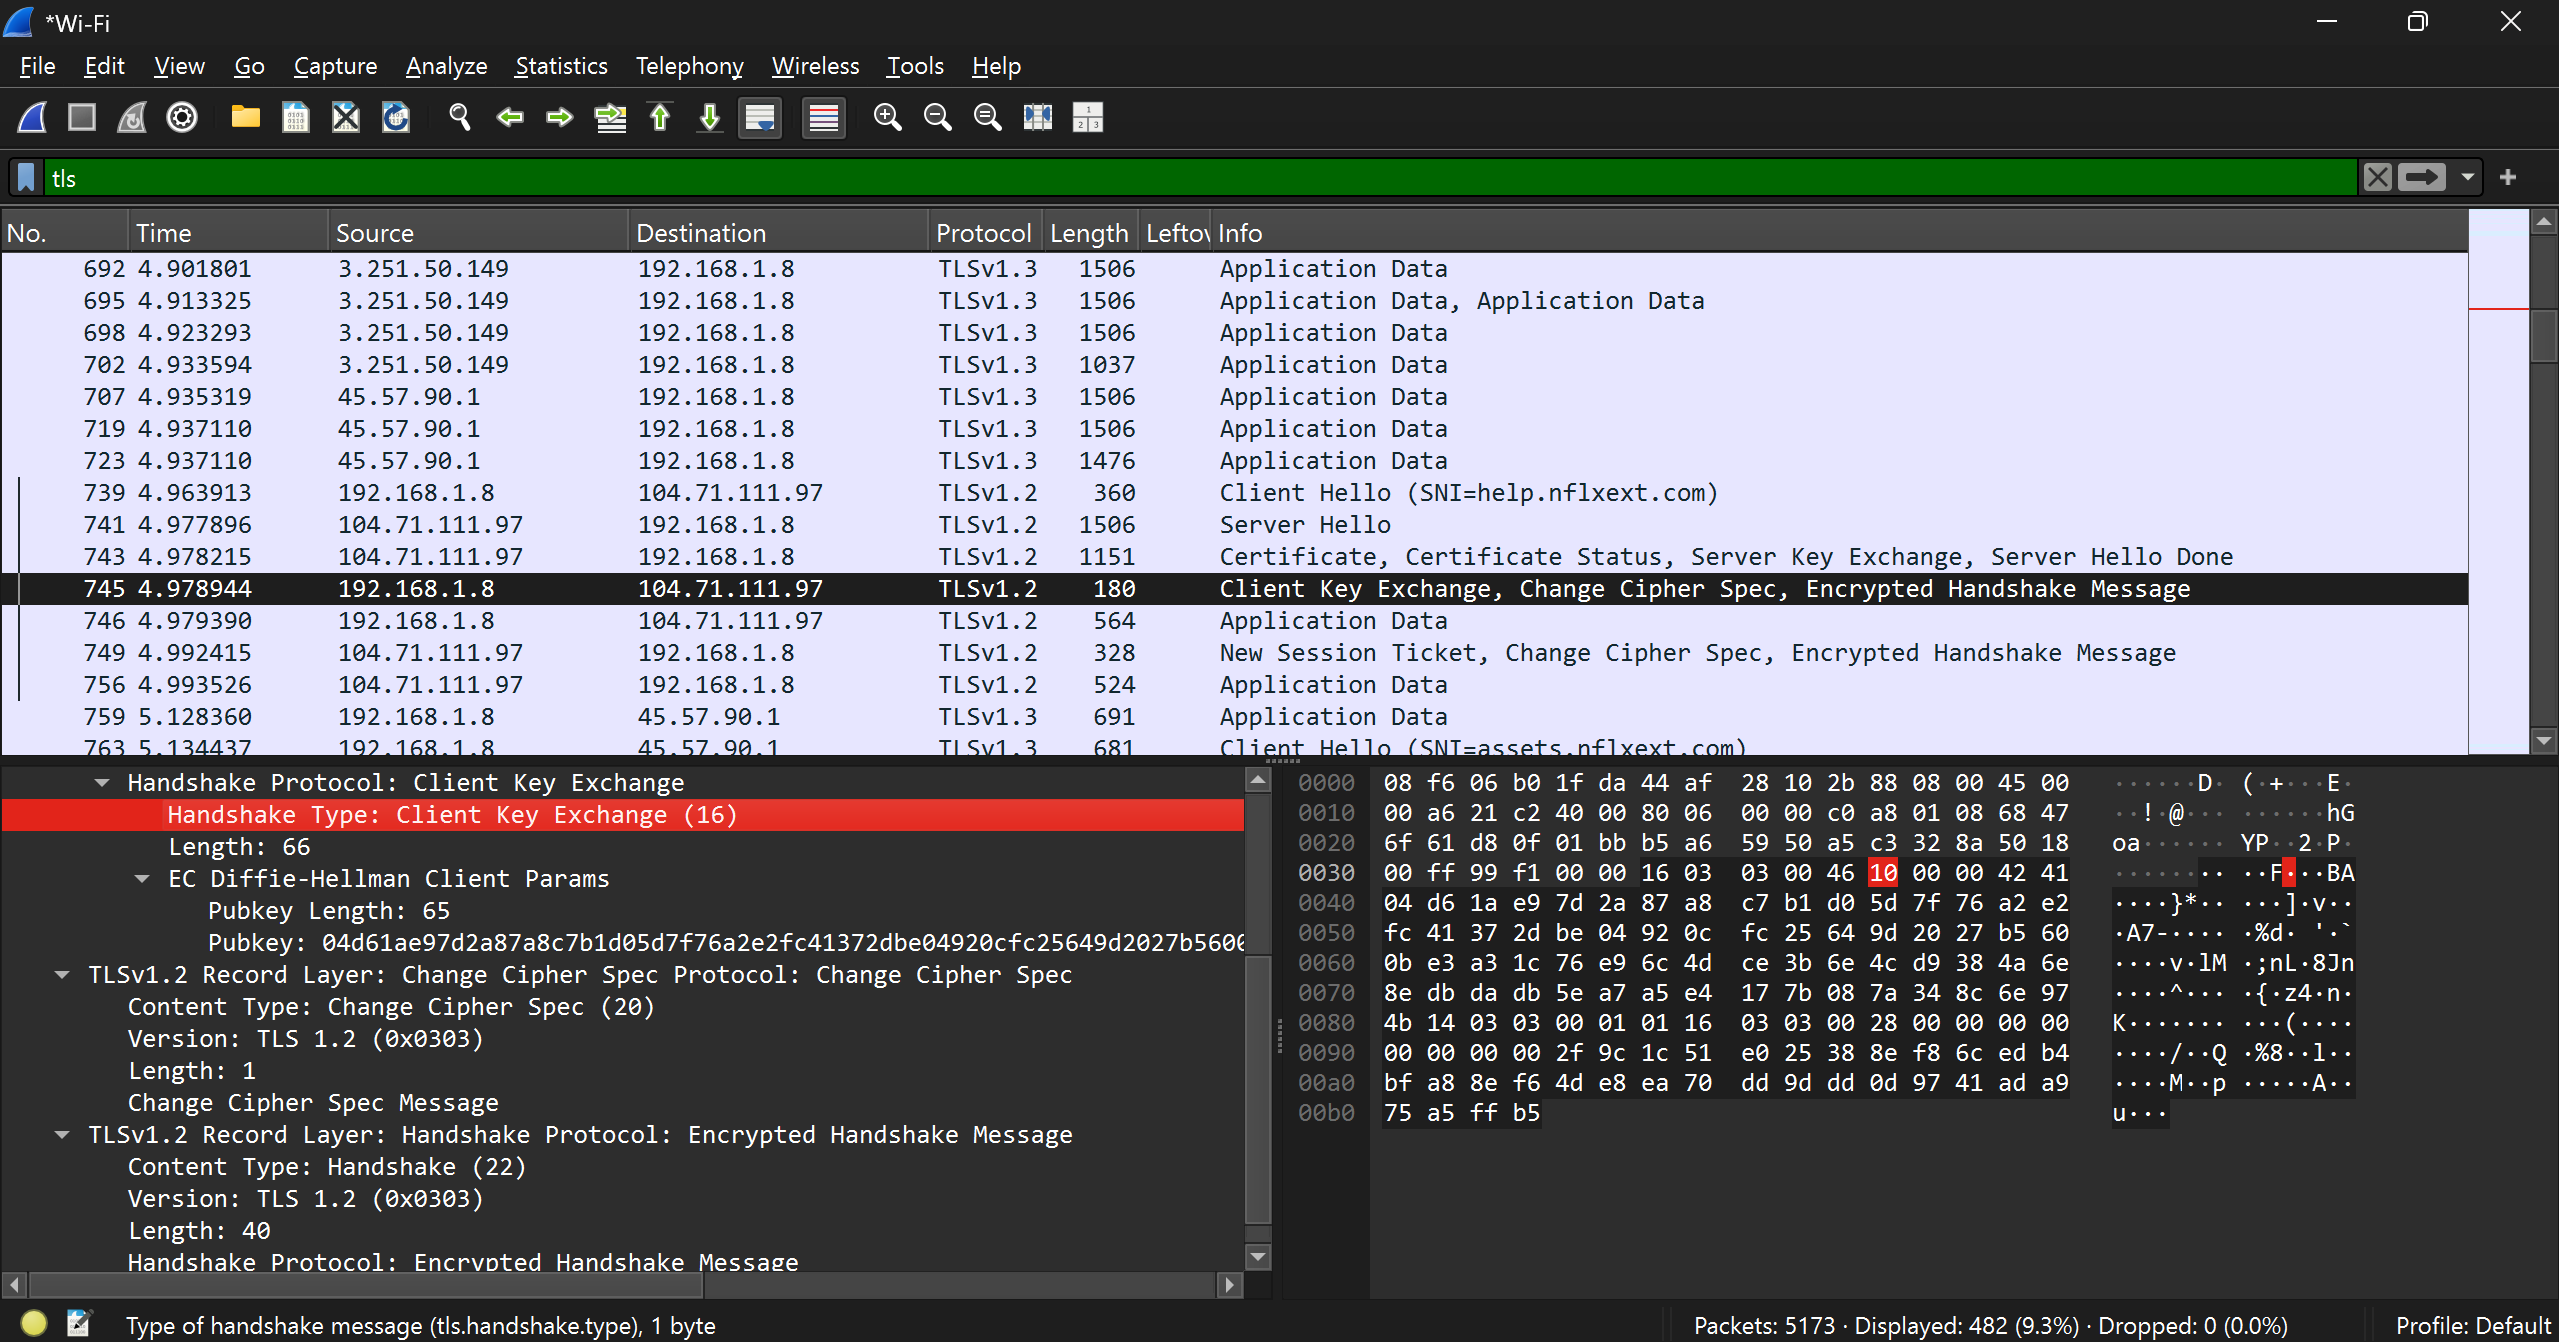 *Wi-Fi
File Edit View Go Capture Analyze Statistics Telephony Wireless Tools Help
tls
No. Time Source Destination Protocol Length Leftov Info
692 4.901801 3.251.50.149 192.168.1.8 TLSv1.3 1506 Application Data
695 4.913325 3.251.50.149 192.168.1.8 TLSv1.3 1506 Application Data, Application Data
698 4.923293 3.251.50.149 192.168.1.8 TLSv1.3 1506 Application Data
702 4.933594 3.251.50.149 192.168.1.8 TLSv1.3 1037 Application Data
707 4.935319 45.57.90.1 192.168.1.8 TLSv1.3 1506 Application Data
719 4.937110 45.57.90.1 192.168.1.8 TLSv1.3 1506 Application Data
723 4.937110 45.57.90.1 192.168.1.8 TLSv1.3 1476 Application Data
739 4.963913 192.168.1.8 104.71.111.97 TLSv1.2 360 Client Hello (SNI=help.nflxext.com)
741 4.977896 104.71.111.97 192.168.1.8 TLSv1.2 1506 Server Hello
743 4.978215 104.71.111.97 192.168.1.8 TLSv1.2 1151 Certificate, Certificate Status, Server Key Exchange, Server Hello Done
745 4.978944 192.168.1.8 104.71.111.97 TLSv1.2 180 Client Key Exchange, Change Cipher Spec, Encrypted Handshake Message
746 4.979390 192.168.1.8 104.71.111.97 TLSv1.2 564 Application Data
749 4.992415 104.71.111.97 192.168.1.8 TLSv1.2 328 New Session Ticket, Change Cipher Spec, Encrypted Handshake Message
756 4.993526 104.71.111.97 192.168.1.8 TLSv1.2 524 Application Data
759 5.128360 192.168.1.8 45.57.90.1 TLSv1.3 691 Application Data
763 5.134437 192.168.1.8 45.57.90.1 TLSv1.3 681 Client Hello (SNI=assets.nflxext.com)
Handshake Protocol: Client Key Exchange
Handshake Type: Client Key Exchange (16)
Length: 66
EC Diffie-Hellman Client Params
Pubkey Length: 65
Pubkey: 04d61ae97d2a87a8c7b1d05d7f76a2e2fc41372dbe04920cfc25649d2027b560
TLSv1.2 Record Layer: Change Cipher Spec Protocol: Change Cipher Spec
Content Type: Change Cipher Spec (20)
Version: TLS 1.2 (0x0303)
Length: 1
Change Cipher Spec Message
TLSv1.2 Record Layer: Handshake Protocol: Encrypted Handshake Message
Content Type: Handshake (22)
Version: TLS 1.2 (0x0303)
Length: 40
Handshake Protocol: Encrypted Handshake Message
0000 08 f6 06 b0 1f da 44 af 28 10 2b 88 08 00 45 00 ······D· (·+···E·
0010 00 a6 21 c2 40 00 80 06 00 00 c0 a8 01 08 68 47 ··!·@··· ······hG
0020 6f 61 d8 0f 01 bb b5 a6 59 50 a5 c3 32 8a 50 18 oa······ YP··2·P·
0030 00 ff 99 f1 00 00 16 03 03 00 46 10 00 00 42 41 ········ ··F···BA
0040 04 d6 1a e9 7d 2a 87 a8 c7 b1 d0 5d 7f 76 a2 e2 ····}*·· ···]·v··
0050 fc 41 37 2d be 04 92 0c fc 25 64 9d 20 27 b5 60 ·A7-···· ·%d· '·`
0060 0b e3 a3 1c 76 e9 6c 4d ce 3b 6e 4c d9 38 4a 6e ····v·lM ·;nL·8Jn
0070 8e db da db 5e a7 a5 e4 17 7b 08 7a 34 8c 6e 97 ····^··· ·{·z4·n·
0080 4b 14 03 03 00 01 01 16 03 03 00 28 00 00 00 00 K······· ···(····
0090 00 00 00 00 2f 9c 1c 51 e0 25 38 8e f8 6c ed b4 ····/··Q ·%8··l··
00a0 bf a8 8e f6 4d e8 ea 70 dd 9d dd 0d 97 41 ad a9 ····M··p ·····A··
00b0 75 a5 ff b5 u···
Type of handshake message (tls.handshake.type), 1 byte
Packets: 5173 · Displayed: 482 (9.3%) · Dropped: 0 (0.0%)
Profile: Default